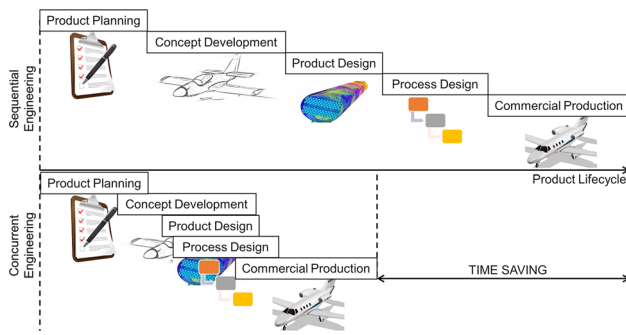 Product Planning
Concept Development
Product Design
Process Design
Commercial Production
Sequential
Engineering
Product Lifecycle
Product Planning
Concept Development
Product Design
Process Design
Commercial Production
TIME SAVING
Concurrent
Engineering